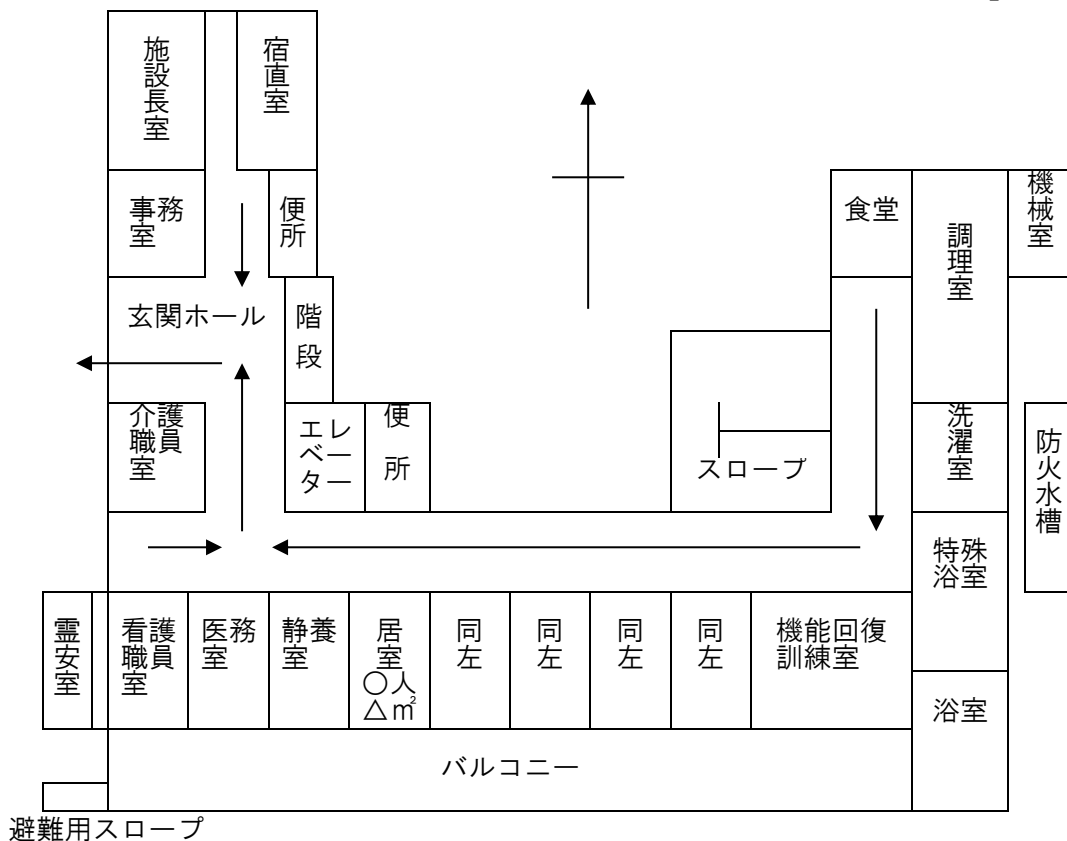 施設長室
宿直室
事務室
便所
食堂
調理室
機械室
玄関ホール
階段
介護職員室
エレベーター
便所
スロープ
洗濯室
防火水槽
特殊浴室
霊安室
看護職員室
医務室
静養室
居室
〇人
△㎡
同左
同左
同左
同左
機能回復訓練室
浴室
バルコニー
避難用スロープ